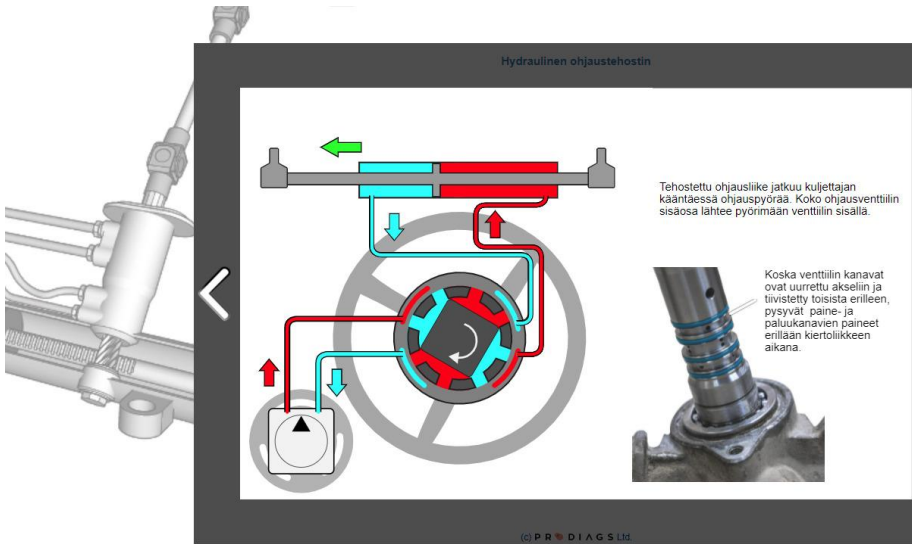 Hydraulinen ohjaustehostin
Tehostettu ohjausliike jatkuu kuljettajan
kääntäessä ohjauspyörää. Koko ohjausventtiilin
sisäosa lähtee pyörimään venttiilin sisällä.
Koska venttiilin kanavat
ovat uurrettu akseliin ja
tiivistetty toisista erilleen,
pysyvät paine- ja
paluukanavien paineet
erillään kiertoliikkeen
aikana.
(c) PRODIAGS Ltd.